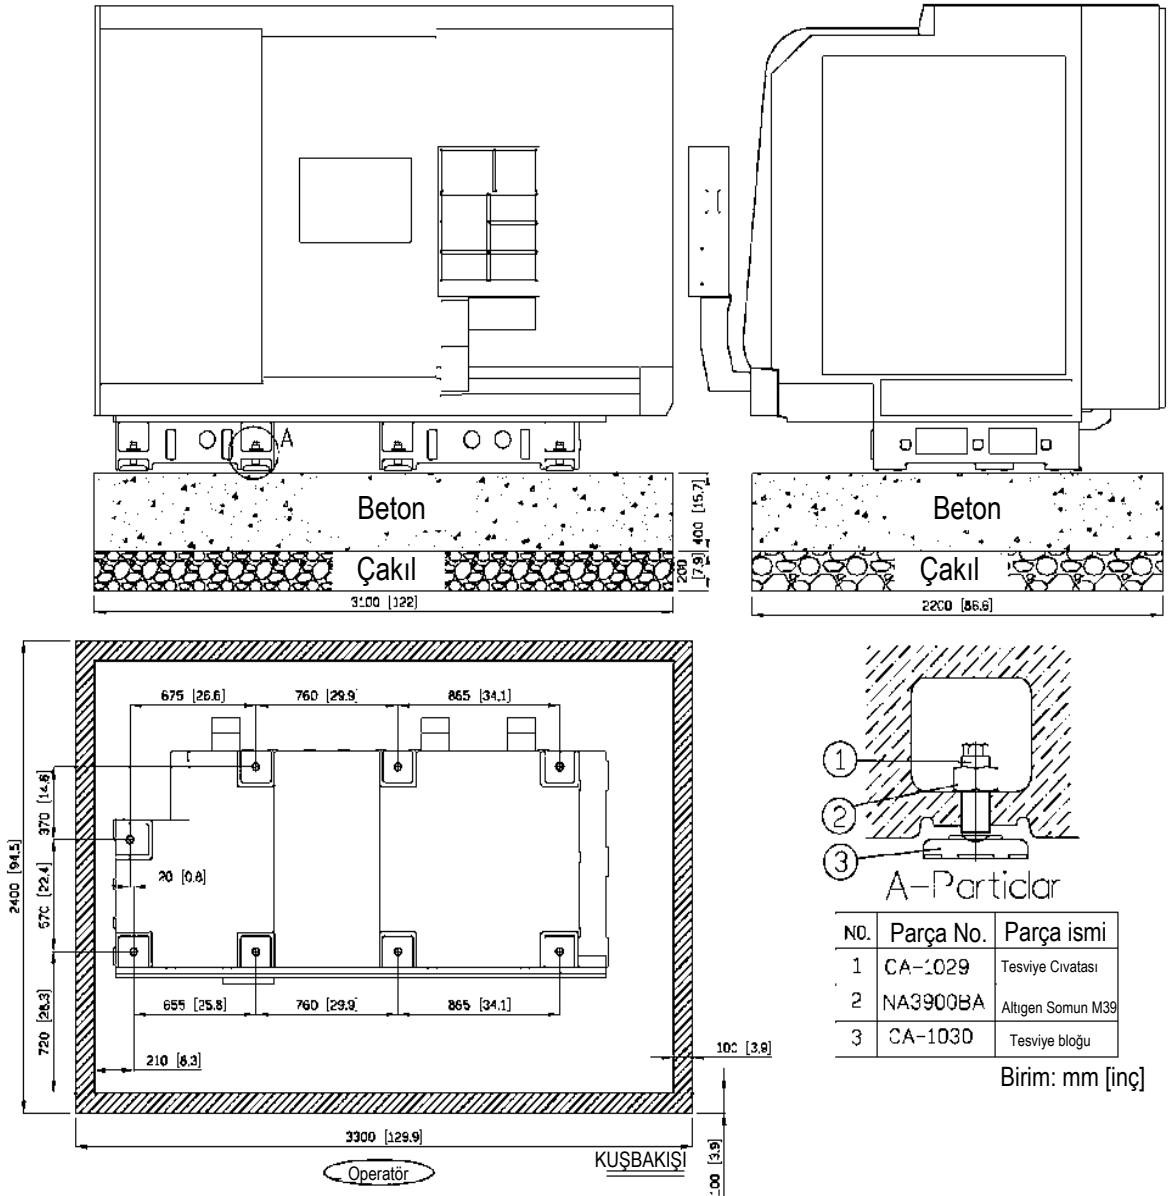 A
Beton
Çakıl
400 [15.7]
200 [7.9]
3100 [122]
Beton
Çakıl
2200 [86.6]
675 [26.6]
760 [29.9]
865 [34.1]
370 [14.6]
570 [22.4]
2400 [94.5]
720 [28.3]
20 [0.8]
655 [25.8]
760 [29.9]
865 [34.1]
210 [8.3]
100 [3.9]
3300 [129.9]
100 [3.9]
Operatör
KUŞBAKIŞI
1
2
3
A-Particlar
NO. Parça No. Parça ismi
1 CA-1029 Tesviye Cıvatası
2 NA3900BA Altıgen Somun M39
3 CA-1030 Tesviye bloğu
Birim: mm [inç]